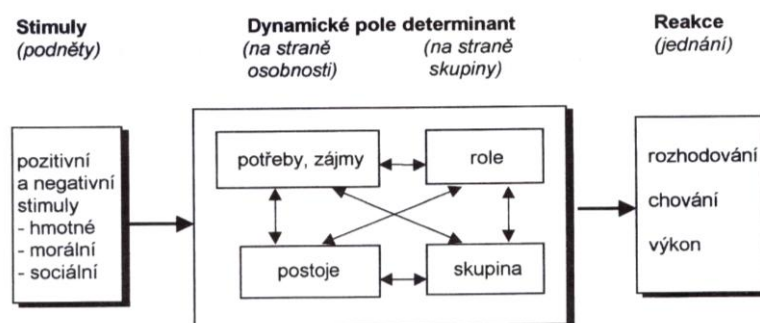 Stimuly
(podněty)
Dynamické pole determinant
(na straně osobnosti)
(na straně skupiny)
Reakce
(jednání)
pozitivní
a negativní
stimuly
- hmotné
- morální
- sociální
potřeby, zájmy
role
postoje
skupina
rozhodování
chování
výkon